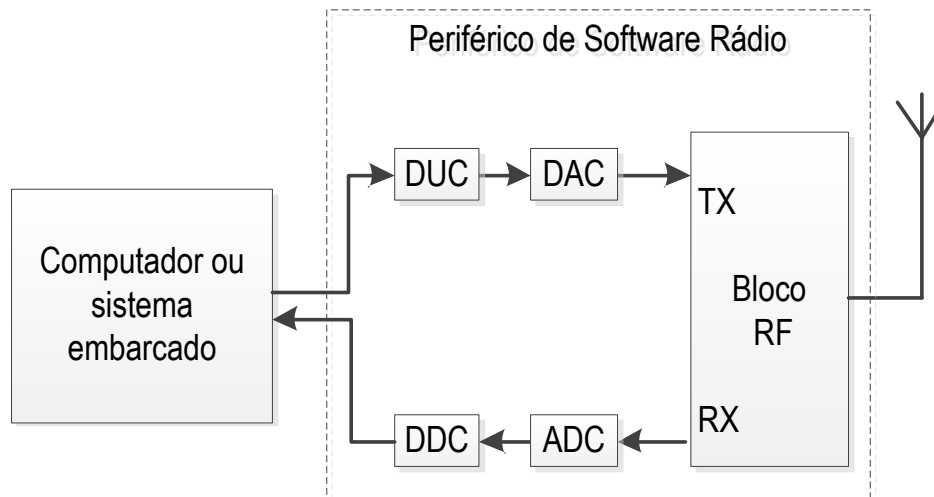 Periférico de Software Rádio
DUC
DAC
TX
Computador ou
sistema
embarcado
Bloco
RF
RX
DDC
ADC